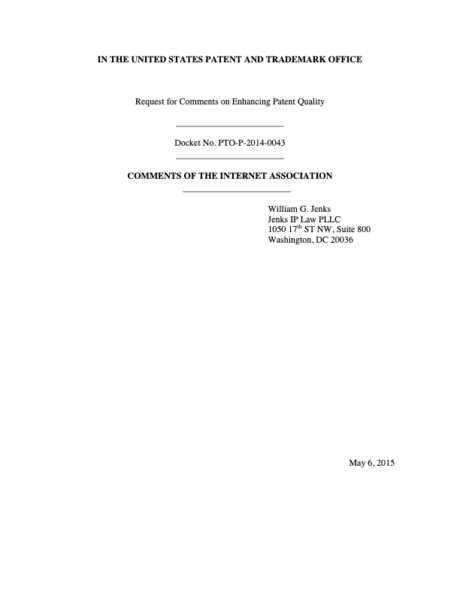 IN THE UNITED STATES PATENT AND TRADEMARK OFFICE
Request for Comments on Enhancing Patent Quality
Docket No. PTO-P-2014-0043
COMMENTS OF THE INTERNET ASSOCIATION
William G. Jenks
Jenks IP Law PLLC
1050 17th ST NW, Suite 800
Washington, DC 20036
May 6, 2015